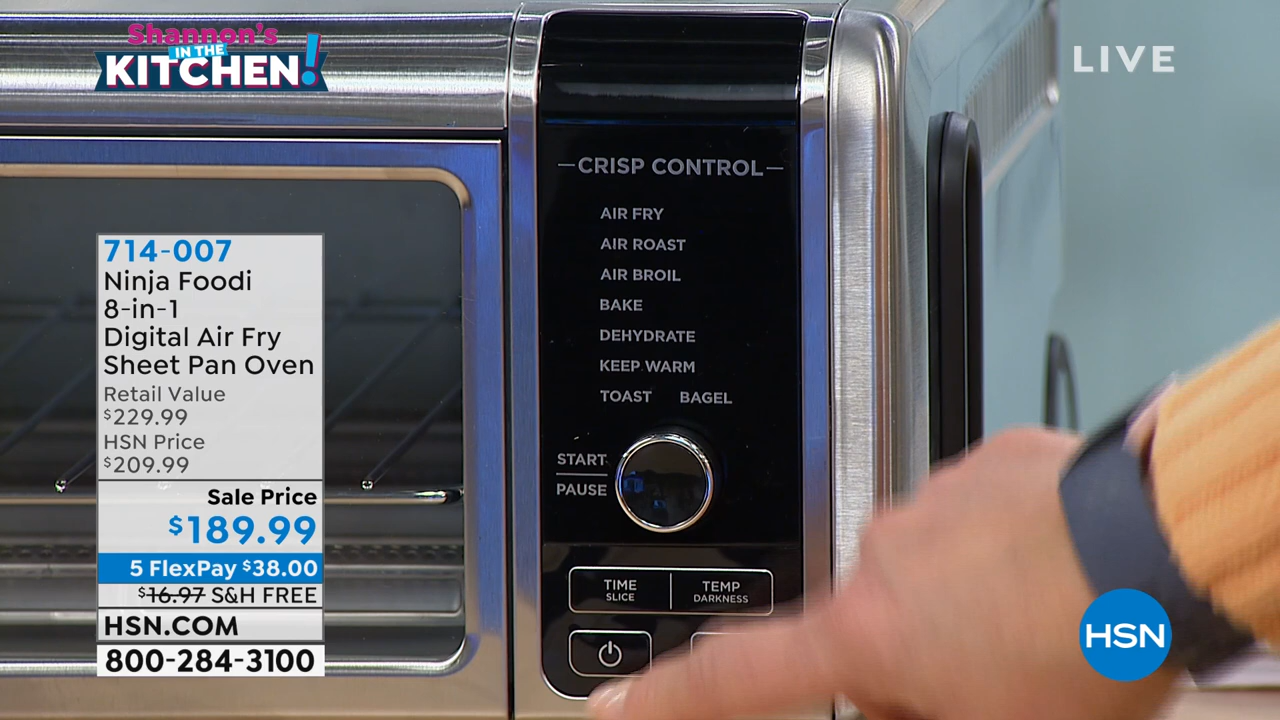 Shannon's
IN THE
KITCHEN!
LIVE
714-007
Ninja Foodi
8-in-1
Digital Air Fry
Sheet Pan Oven
Retail Value
$229.99
HSN Price
$209.99
Sale Price
$189.99
5 FlexPay $38.00
$16.97 S&H FREE
HSN.COM
800-284-3100
—CRISP CONTROL—
AIR FRY
AIR ROAST
AIR BROIL
BAKE
DEHYDRATE
KEEP WARM
TOAST BAGEL
START
PAUSE
TIME
SLICE
TEMP
DARKNESS
HSN